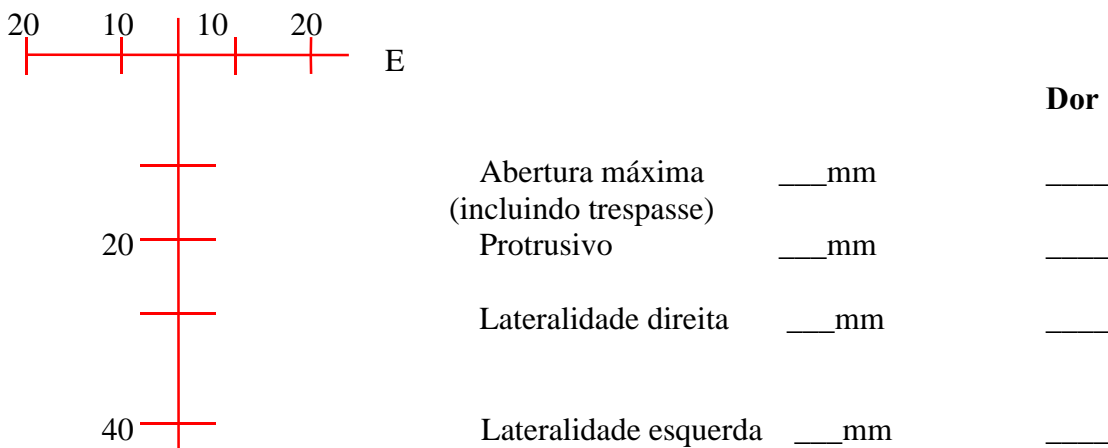 20 10 10 20
E
Dor
Abertura máxima ___mm ____
(incluindo trespasse)
20 Protrusivo ___mm ____
Lateralidade direita ___mm ____
40 Lateralidade esquerda ___mm ____